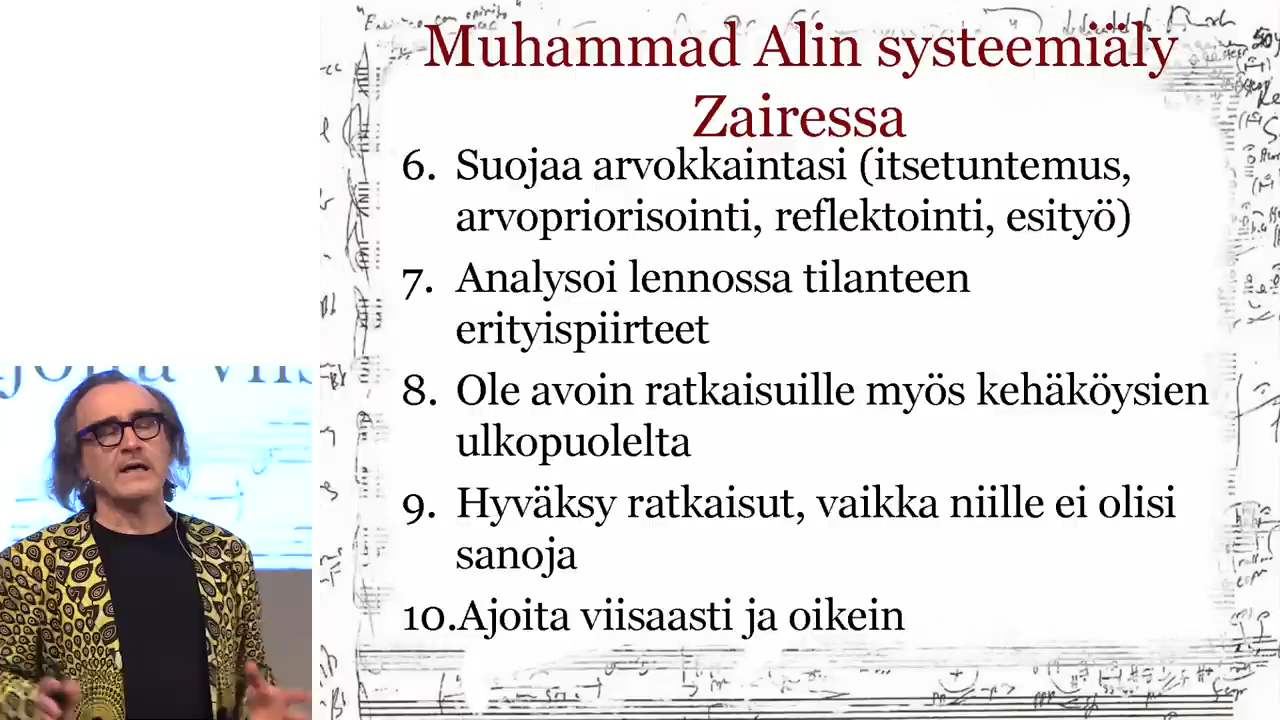 Muhammad Alin systeemiäly
Zairessa
6. Suojaa arvokkaintasi (itsetuntemus,
arvopriorisointi, reflektointi, esityö)
7. Analysoi lennossa tilanteen
erityispiirteet
8. Ole avoin ratkaisuille myös kehäköysien
ulkopuolelta
9. Hyväksy ratkaisut, vaikka niille ei olisi
sanoja
10.Ajoita viisaasti ja oikein